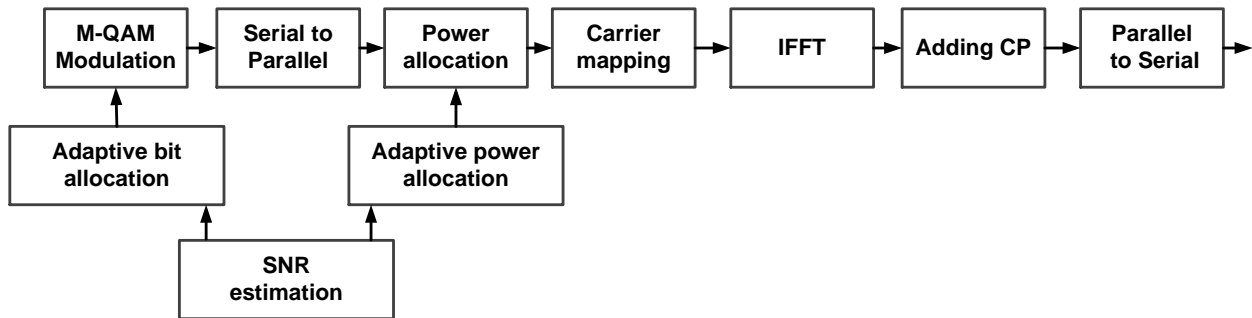 M-QAM
Modulation
Serial to
Parallel
Power
allocation
Carrier
mapping
IFFT
Adding CP
Parallel
to Serial
Adaptive bit
allocation
Adaptive power
allocation
SNR
estimation